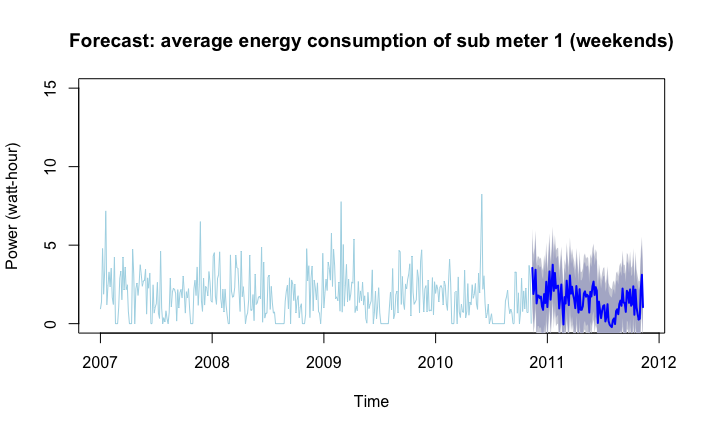 Forecast: average energy consumption of sub meter 1 (weekends)
15
10
5
0
Power (watt-hour)
2007 2008 2009 2010 2011 2012
Time